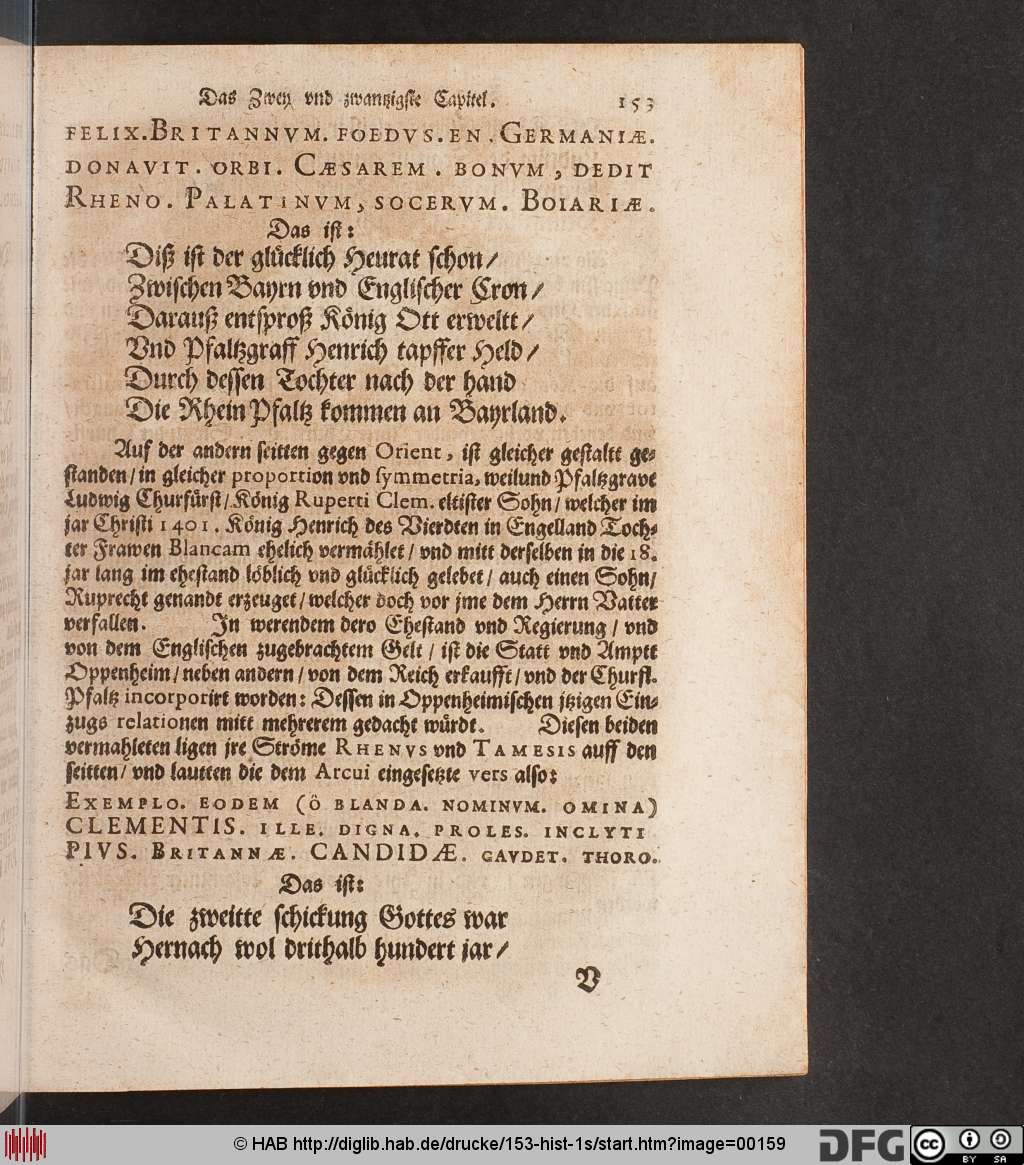 Das Zwey vnd zwantzigste Capitel. 153
FELIX. BRITANNVM. FOEDVS. EN. GERMANIÆ.
DONAVIT. ORBI. CÆSAREM. BONVM, DEDIT
RHENO. PALATINVM, SOCERVM. BOIARIÆ.
Das ist:
Diß ist der glücklich Heurat schon/
Zwischen Bayrn vnd Englischer Cron/
Darauß entsproß König Ott erweltt/
Vnd Pfaltzgraff Henrich tapffer Held/
Durch dessen Tochter nach der hand
Die Rhein Pfaltz kommen an Bayrland.
Auf der andern seitten gegen Orient, ist gleicher gestaltt ge-
standen/ in gleicher proportion vnd symmetria, weilund Pfaltzgrave
Ludwig Churfürst/ König Ruperti Clem. eltister Sohn/ welcher im
jar Christi 1401. König Henrich des Vierdten in Engelland Toch-
ter Frawen Blancam ehelich vermählet/ vnd mitt derselben in die 18.
jar lang im ehestand löblich vnd glücklich gelebet/ auch einen Sohn/
Ruprecht genandt erzeuget/ welcher doch vor jme dem Herrn Vatter
verfallen. In werendem dero Ehestand vnd Regierung/ vnd
von dem Englischen zugebrachtem Gelt/ ist die Statt vnd Amptt
Oppenheim/ neben andern/ von dem Reich erkaufft/ vnd der Churfl.
Pfaltz incorporirt worden: Dessen in Oppenheimischen jtzigen Ein-
zugs relationen mitt mehrerem gedacht würdt. Diesen beiden
vermahleten ligen jre Ströme RHENVS vnd TAMESIS auff den
seitten/ vnd lautten die dem Arcui eingesetzte vers also:
EXEMPLO. EODEM (ô BLANDA. NOMINVM. OMINA)
CLEMENTIS. ILLE. DIGNA. PROLES. INCLYTI
PIVS. BRITANNÆ. CANDIDÆ. GAVDET. THORO.
Das ist:
Die zweitte schickung Gottes war
Hernach wol drithalb hundert jar/
V
© HAB http://diglib.hab.de/drucke/153-hist-1s/start.htm?image=00159
DFG
cc BY SA